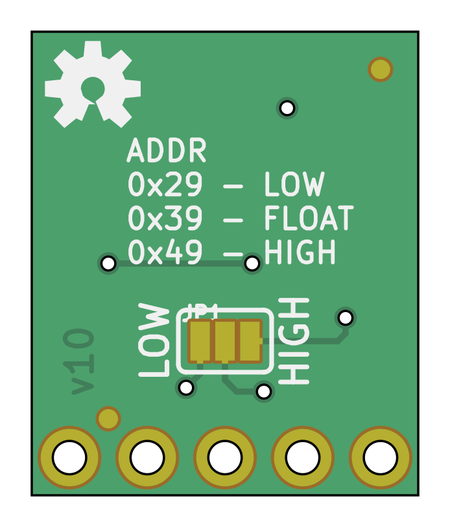 ADDR
0x29 - LOW
0x39 - FLOAT
0x49 - HIGH
JP1
LOW
HIGH
v10